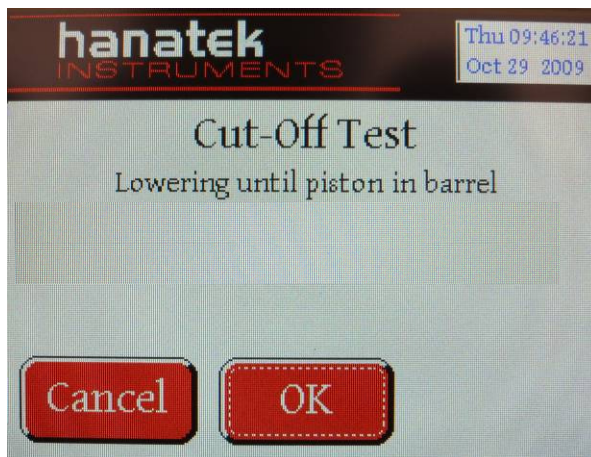 hanatek
INSTRUMENTS
Thu 09:46:21
Oct 29 2009
Cut-Off Test
Lowering until piston in barrel
Cancel
OK